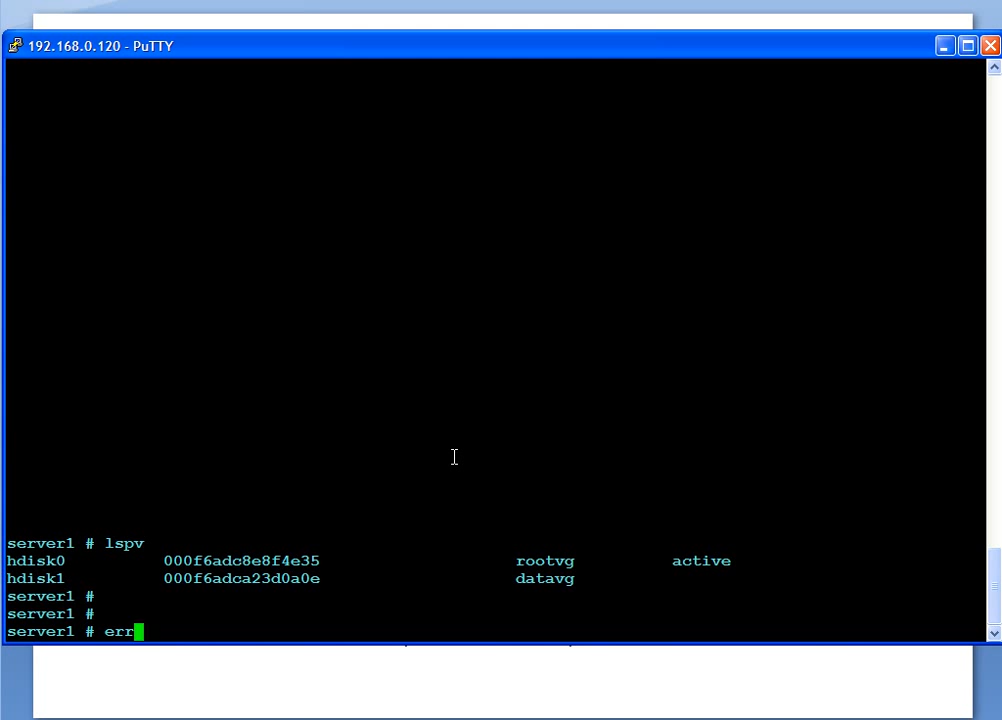 192.168.0.120 - PuTTY
server1 # lspv
hdisk0 000f6adc8e8f4e35 rootvg active
hdisk1 000f6adca23d0a0e datavg
server1 #
server1 #
server1 # err